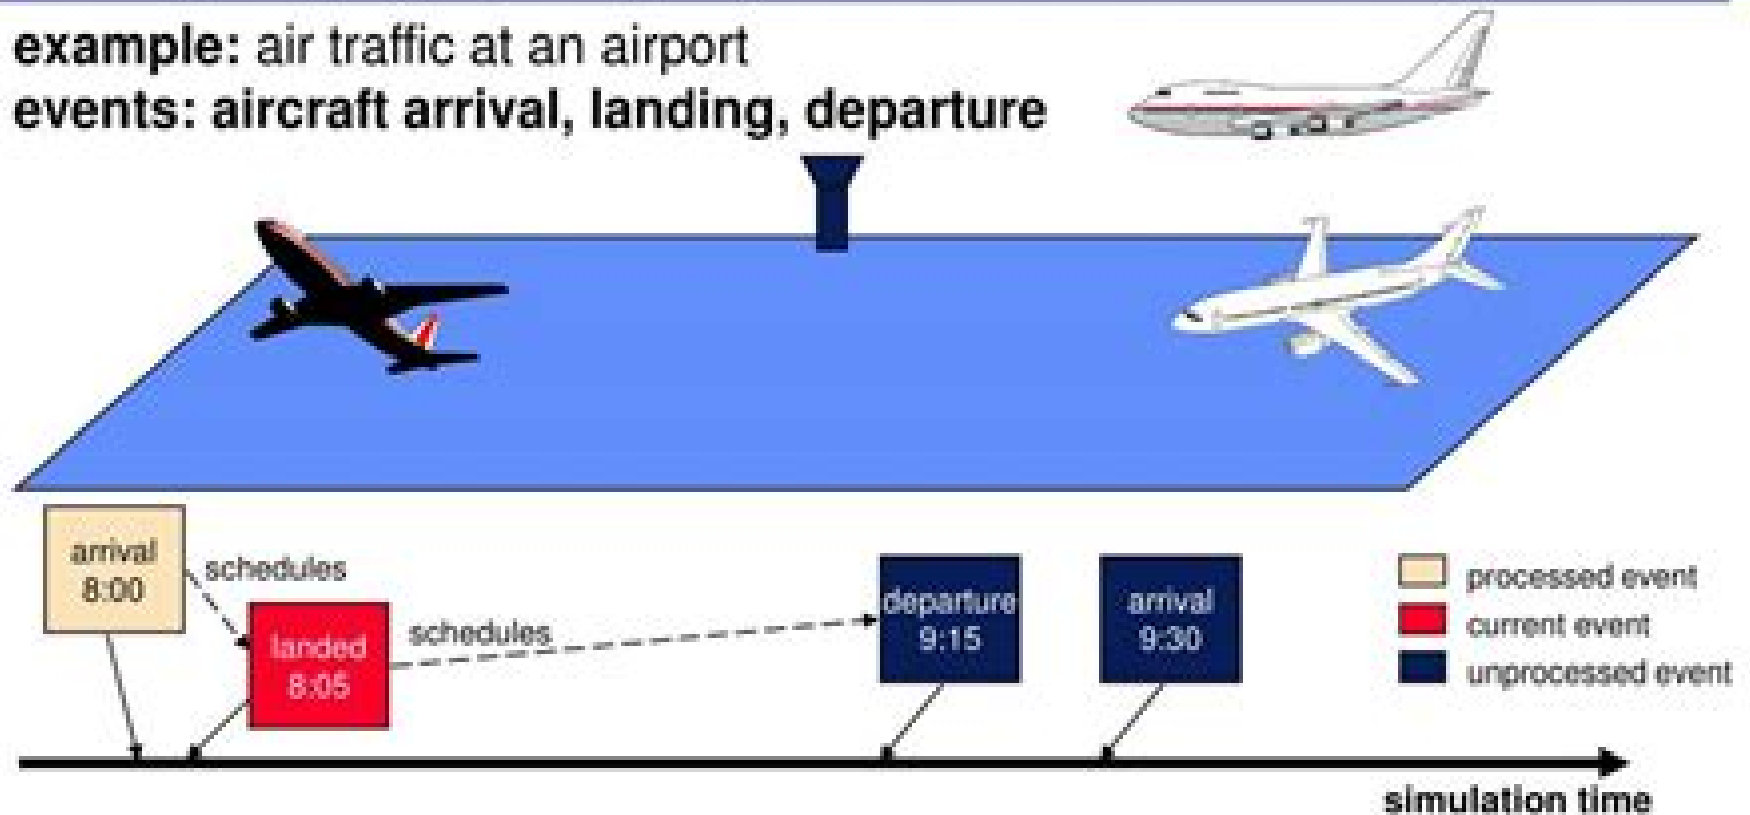 example: air traffic at an airport
events: aircraft arrival, landing, departure
arrival
8:00
schedules
landed
8:05
schedules
departure
9:15
arrival
9:30
processed event
current event
unprocessed event
simulation time